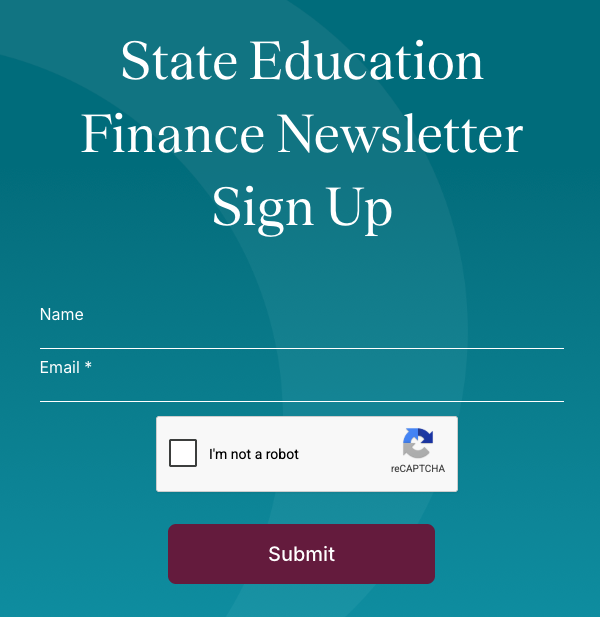 State Education
Finance Newsletter
Sign Up
Name
Email *
I'm not a robot
reCAPTCHA
Submit